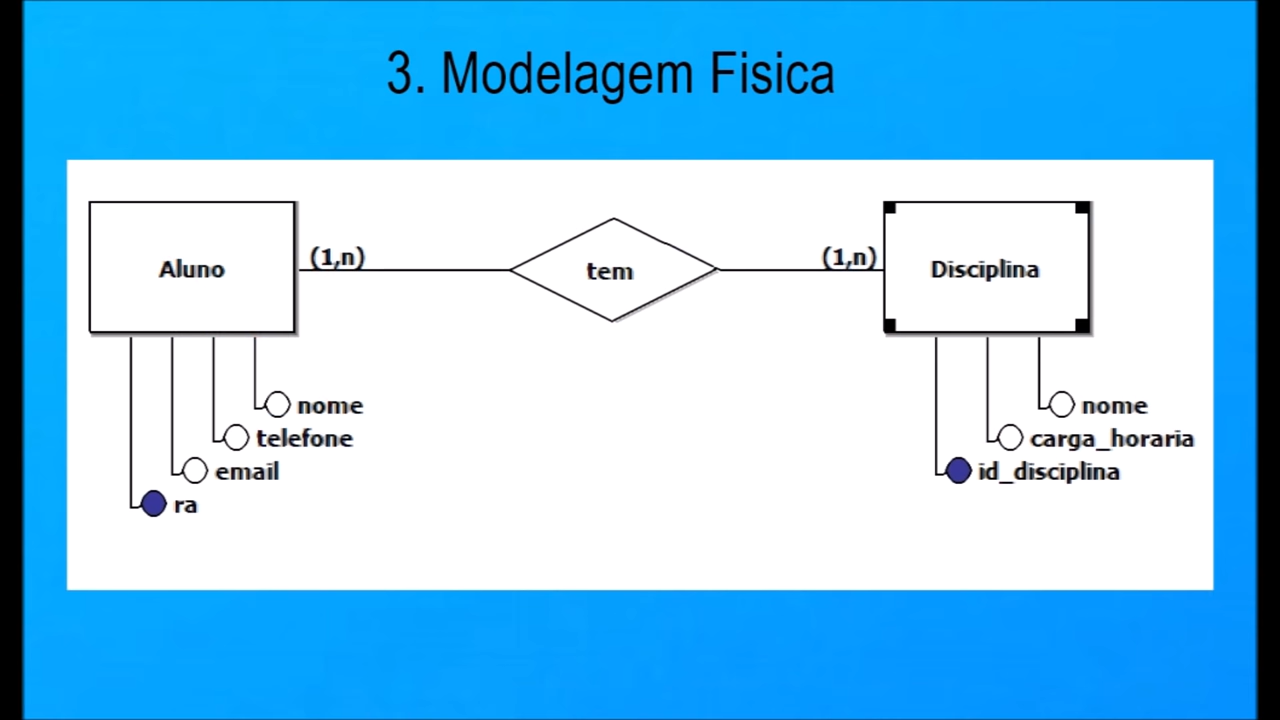 3. Modelagem Fisica
Aluno
(1,n)
tem
(1,n)
Disciplina
nome
telefone
email
ra
nome
carga_horaria
id_disciplina